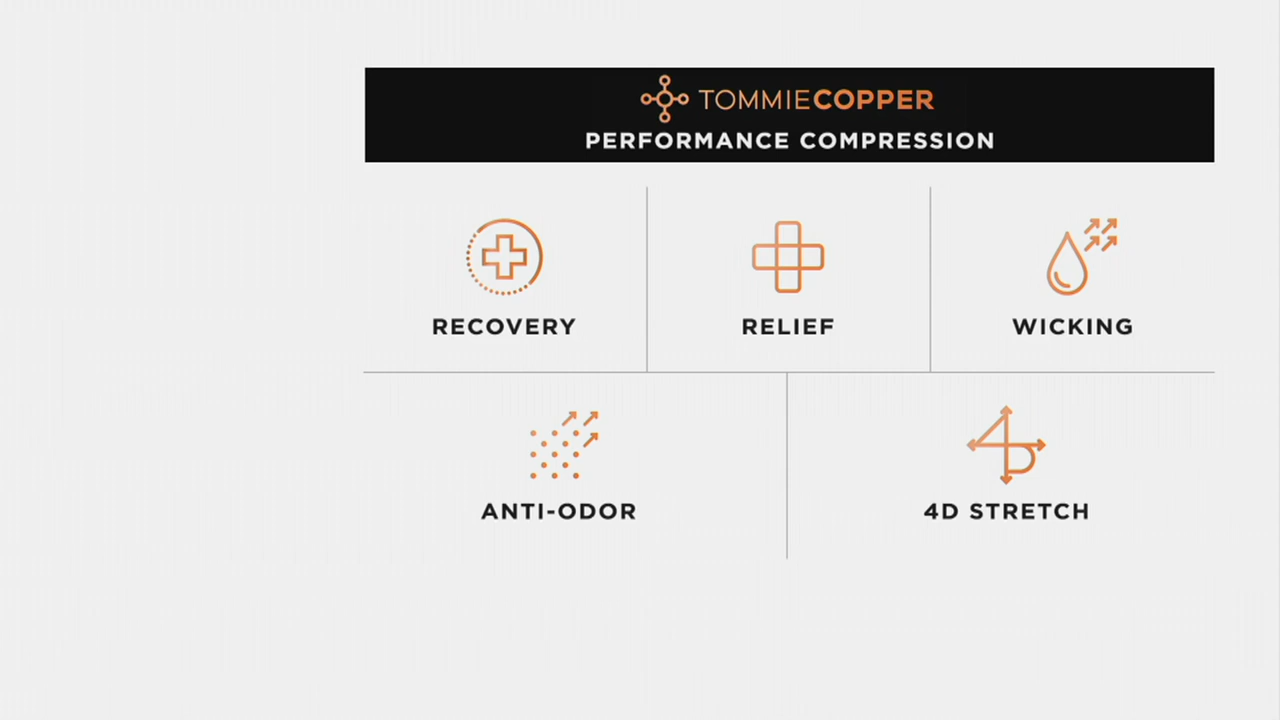 TOMMIECOPPER
PERFORMANCE COMPRESSION
RECOVERY
RELIEF
WICKING
ANTI-ODOR
4D STRETCH